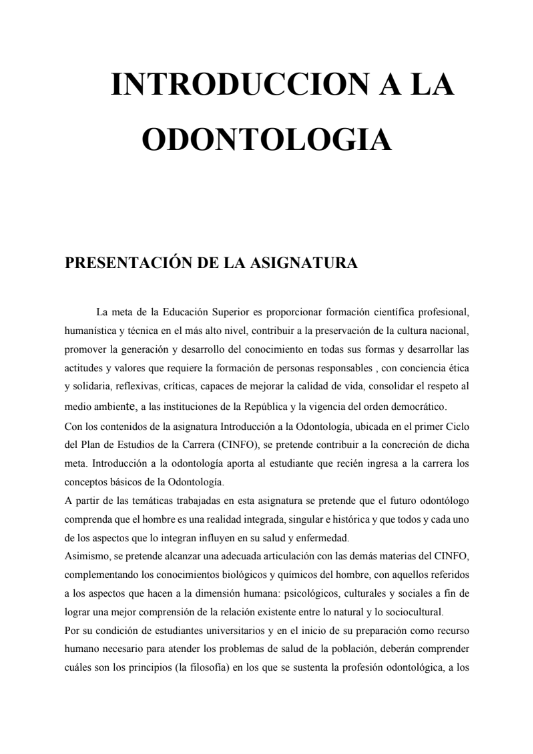 INTRODUCCION A LA
ODONTOLOGIA
PRESENTACIÓN DE LA ASIGNATURA
La meta de la Educación Superior es proporcionar formación científica profesional,
humanística y técnica en el más alto nivel, contribuir a la preservación de la cultura nacional,
promover la generación y desarrollo del conocimiento en todas sus formas y desarrollar las
actitudes y valores que requiere la formación de personas responsables , con conciencia ética
y solidaria, reflexivas, críticas, capaces de mejorar la calidad de vida, consolidar el respeto al
medio ambiente, a las instituciones de la República y la vigencia del orden democrático.
Con los contenidos de la asignatura Introducción a la Odontología, ubicada en el primer Ciclo
del Plan de Estudios de la Carrera (CINFO), se pretende contribuir a la concreción de dicha
meta. Introducción a la odontología aporta al estudiante que recién ingresa a la carrera los
conceptos básicos de la Odontología.
A partir de las temáticas trabajadas en esta asignatura se pretende que el futuro odontólogo
comprenda que el hombre es una realidad integrada, singular e histórica y que todos y cada uno
de los aspectos que lo integran influyen en su salud y enfermedad.
Asimismo, se pretende alcanzar una adecuada articulación con las demás materias del CINFO,
complementando los conocimientos biológicos y químicos del hombre, con aquellos referidos
a los aspectos que hacen a la dimensión humana: psicológicos, culturales y sociales a fin de
lograr una mejor comprensión de la relación existente entre lo natural y lo sociocultural.
Por su condición de estudiantes universitarios y en el inicio de su preparación como recurso
humano necesario para atender los problemas de salud de la población, deberán comprender
cuáles son los principios (la filosofía) en los que se sustenta la profesión odontológica, a los